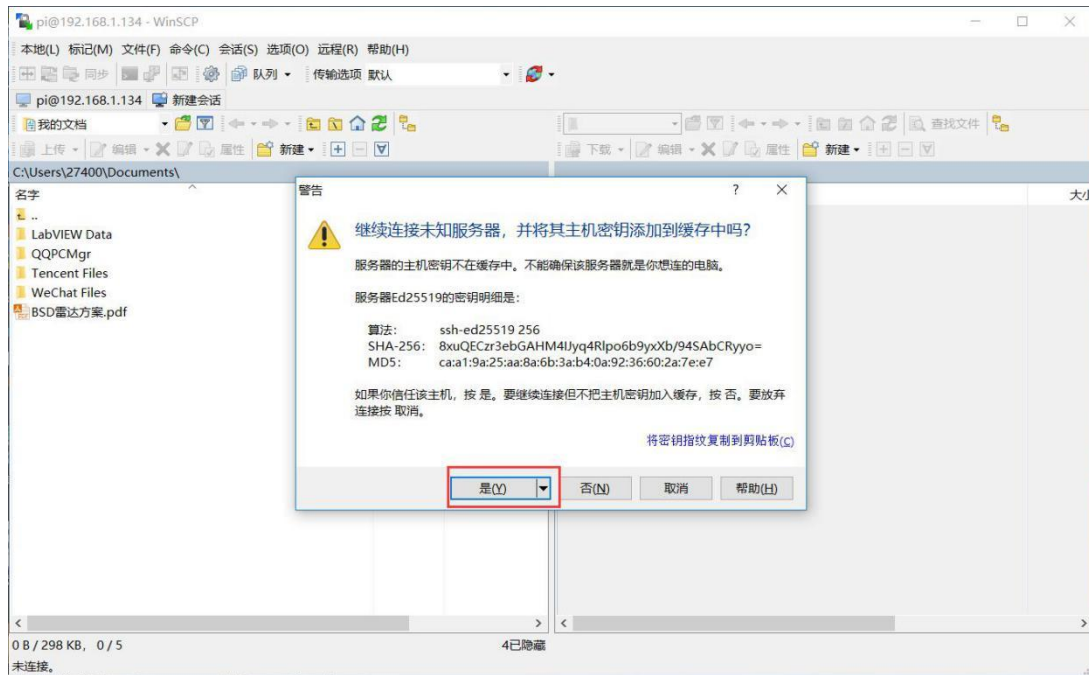 pi@192.168.1.134 - WinSCP
本地(L) 标记(M) 文件(F) 命令(C) 会话(S) 选项(O) 远程(R) 帮助(H)
同步 队列 传输选项 默认
pi@192.168.1.134 新建会话
我的文档 查找文件
上传 编辑 属性 新建 下载 编辑 属性 新建
C:\Users\27400\Documents\
名字 大小
..
LabVIEW Data
QQPCMgr
Tencent Files
WeChat Files
BSD雷达方案.pdf
警告
继续连接未知服务器，并将其主机密钥添加到缓存中吗?
服务器的主机密钥不在缓存中。不能确保该服务器就是你想连的电脑。
服务器Ed25519的密钥明细是:
算法: ssh-ed25519 256
SHA-256: 8xuQECzr3ebGAHM4lJyq4Rlpo6b9yxXb/94SAbCRyyo=
MD5: ca:a1:9a:25:aa:8a:6b:3a:b4:0a:92:36:60:2a:7e:e7
如果你信任该主机，按 是。要继续连接但不把主机密钥加入缓存，按 否。要放弃
连接按 取消。
将密钥指纹复制到剪贴板(C)
是(Y) 否(N) 取消 帮助(H)
0 B / 298 KB， 0 / 5 4已隐藏
未连接。